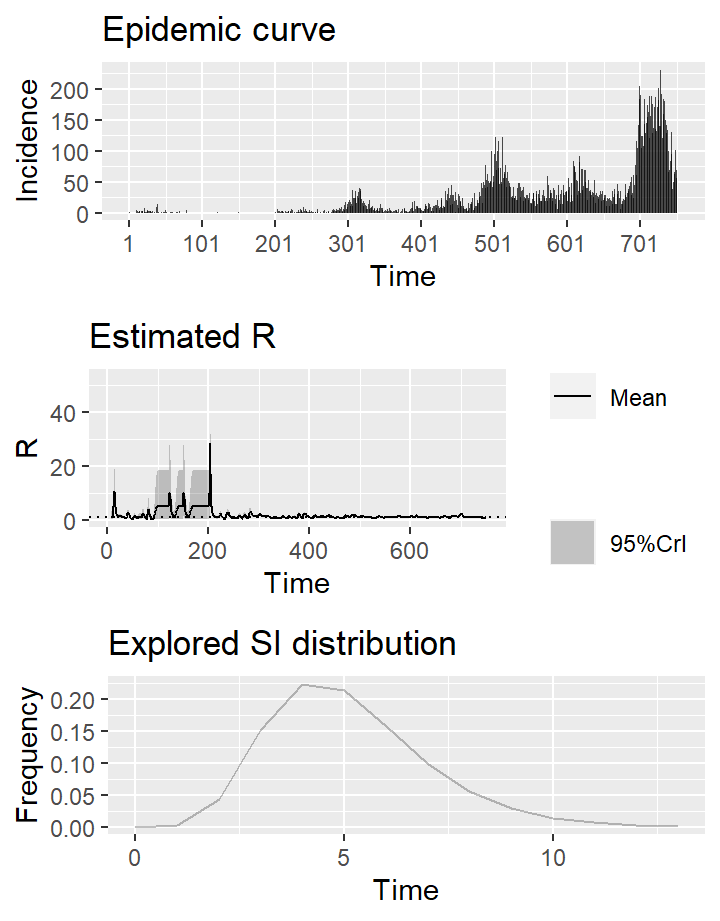 Epidemic curve
Incidence
200
150
100
50
0
1 101 201 301 401 501 601 701
Time
Estimated R
R
40
20
0
0 200 400 600
Time
Mean
95%CrI
Explored SI distribution
Frequency
0.20
0.15
0.10
0.05
0.00
0 5 10
Time